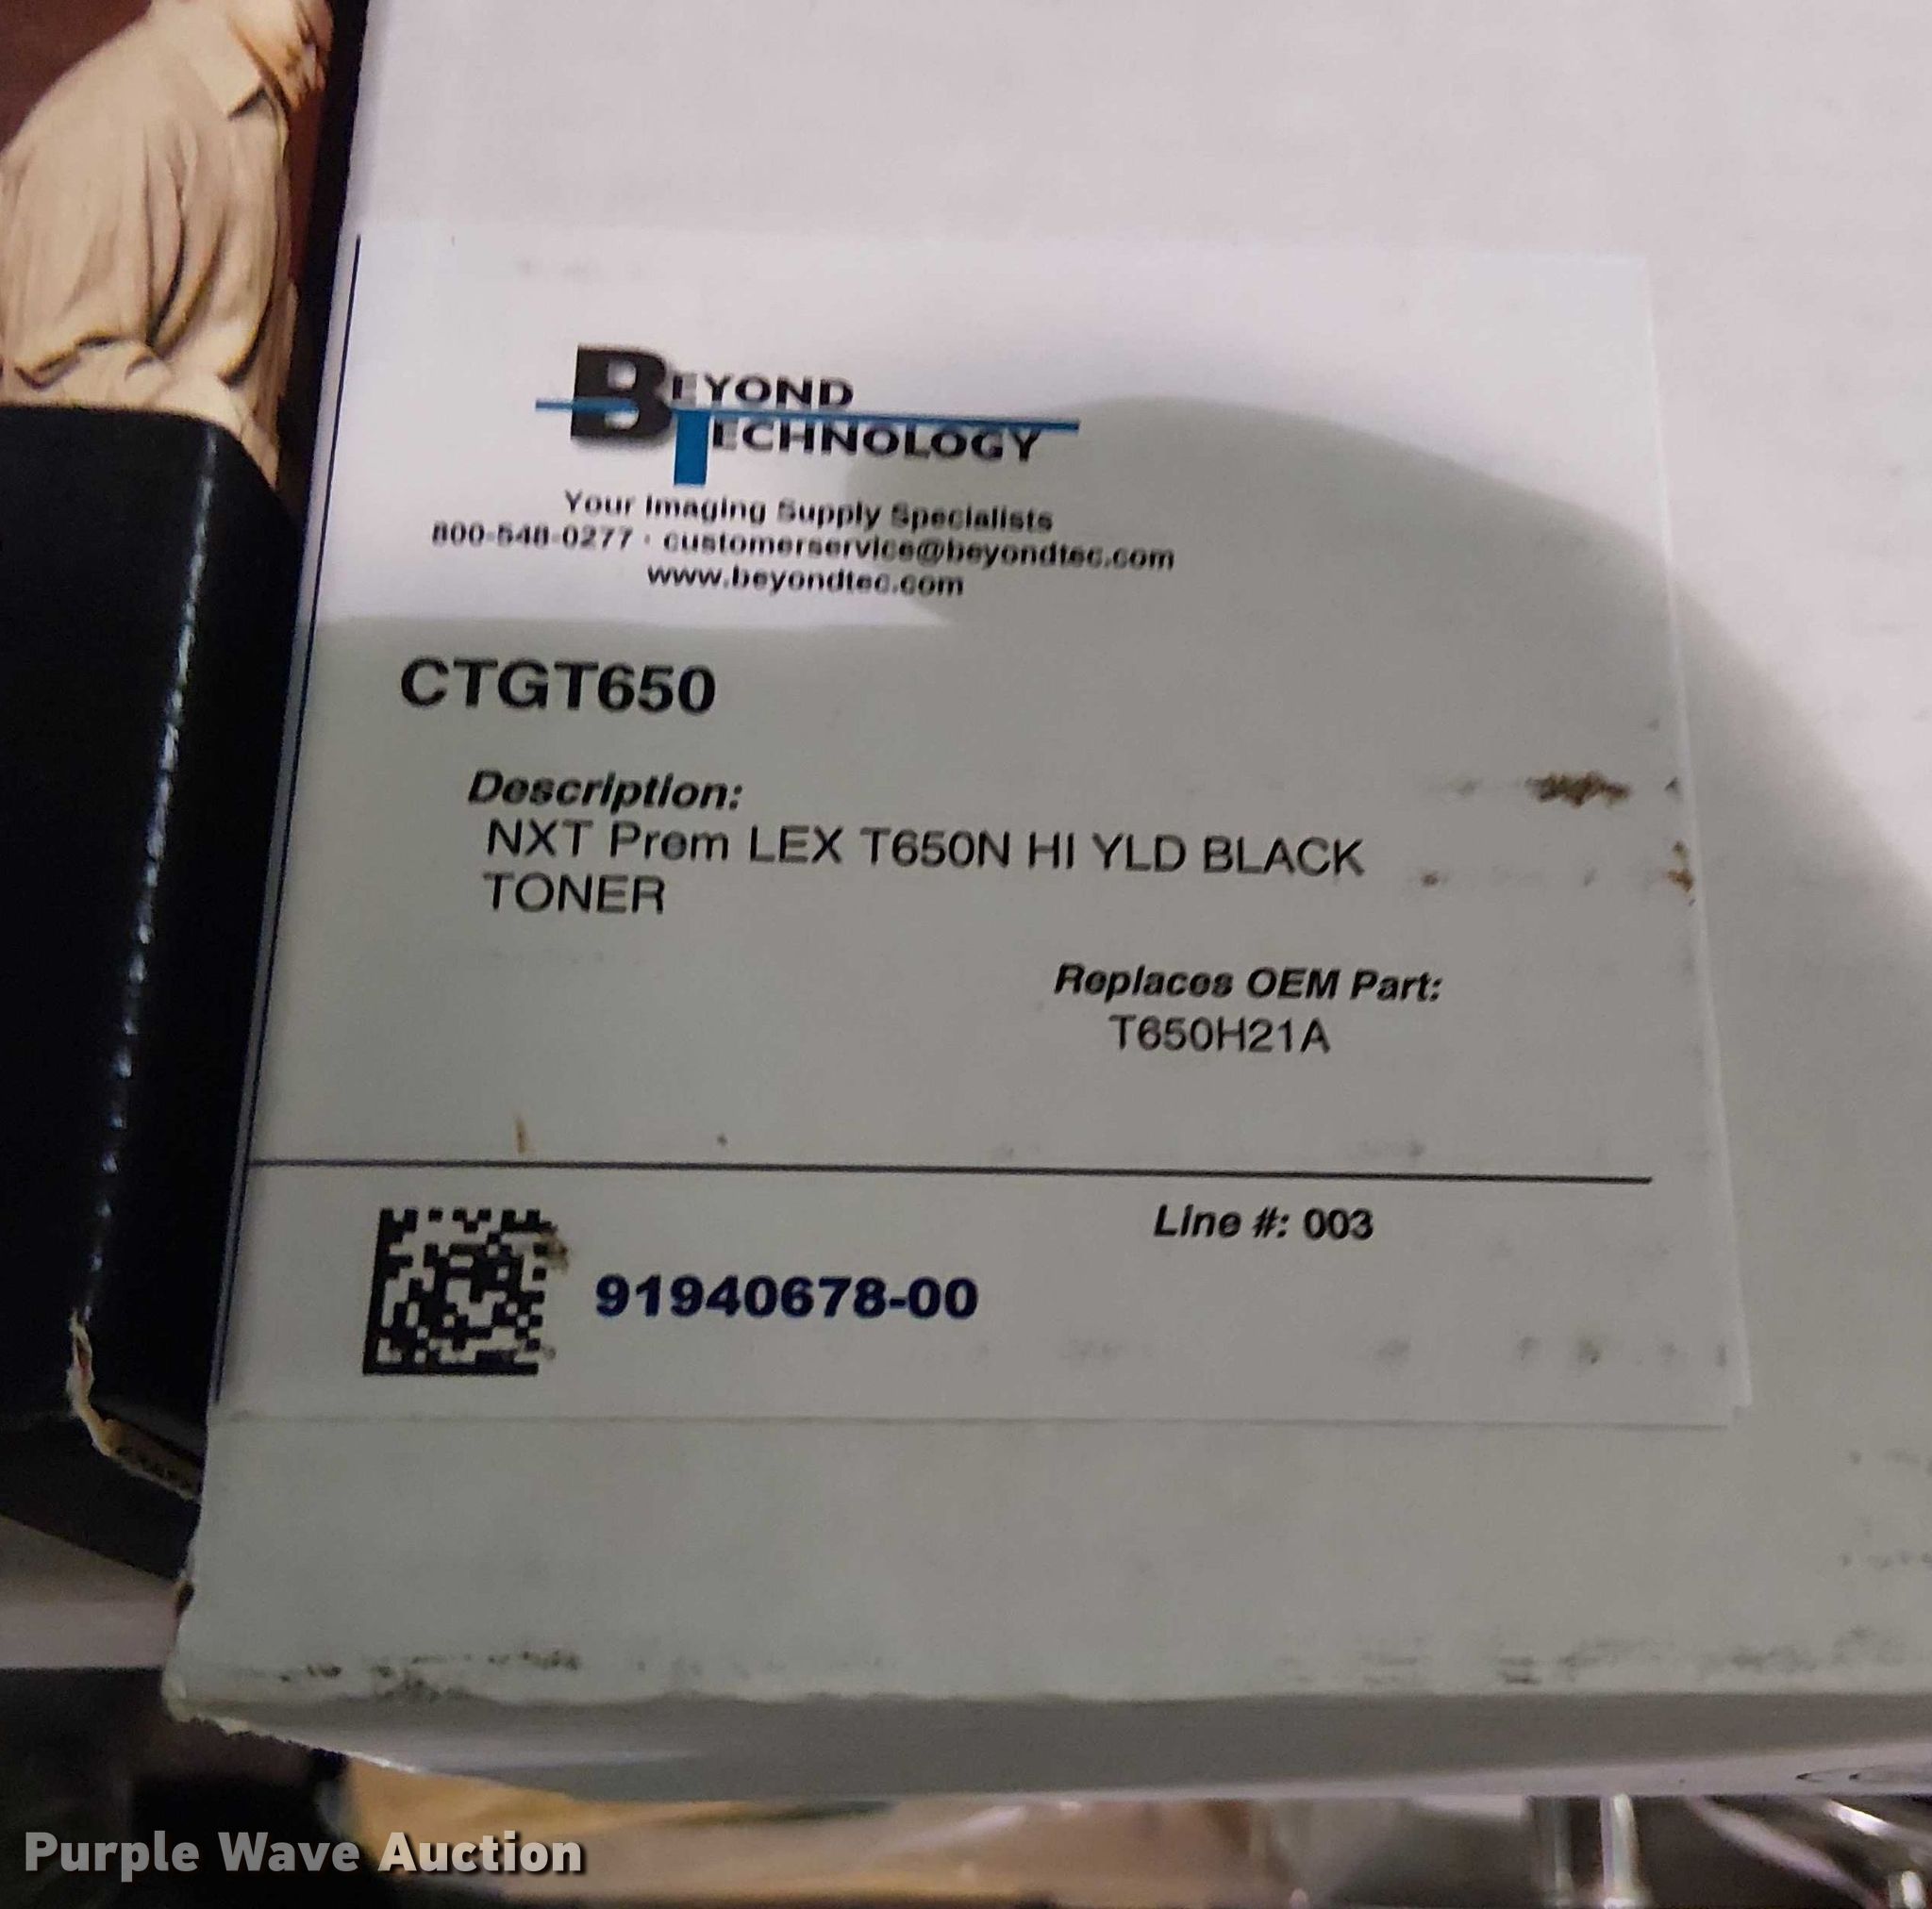 BEYOND
TECHNOLOGY
Your Imaging Supply Specialists
800-548-0277 · customerservice@beyondtec.com
www.beyondtec.com
CTGT650
Description:
NXT Prem LEX T650N HI YLD BLACK
TONER
Replaces OEM Part:
T650H21A
Line #: 003
91940678-00
Purple Wave Auction